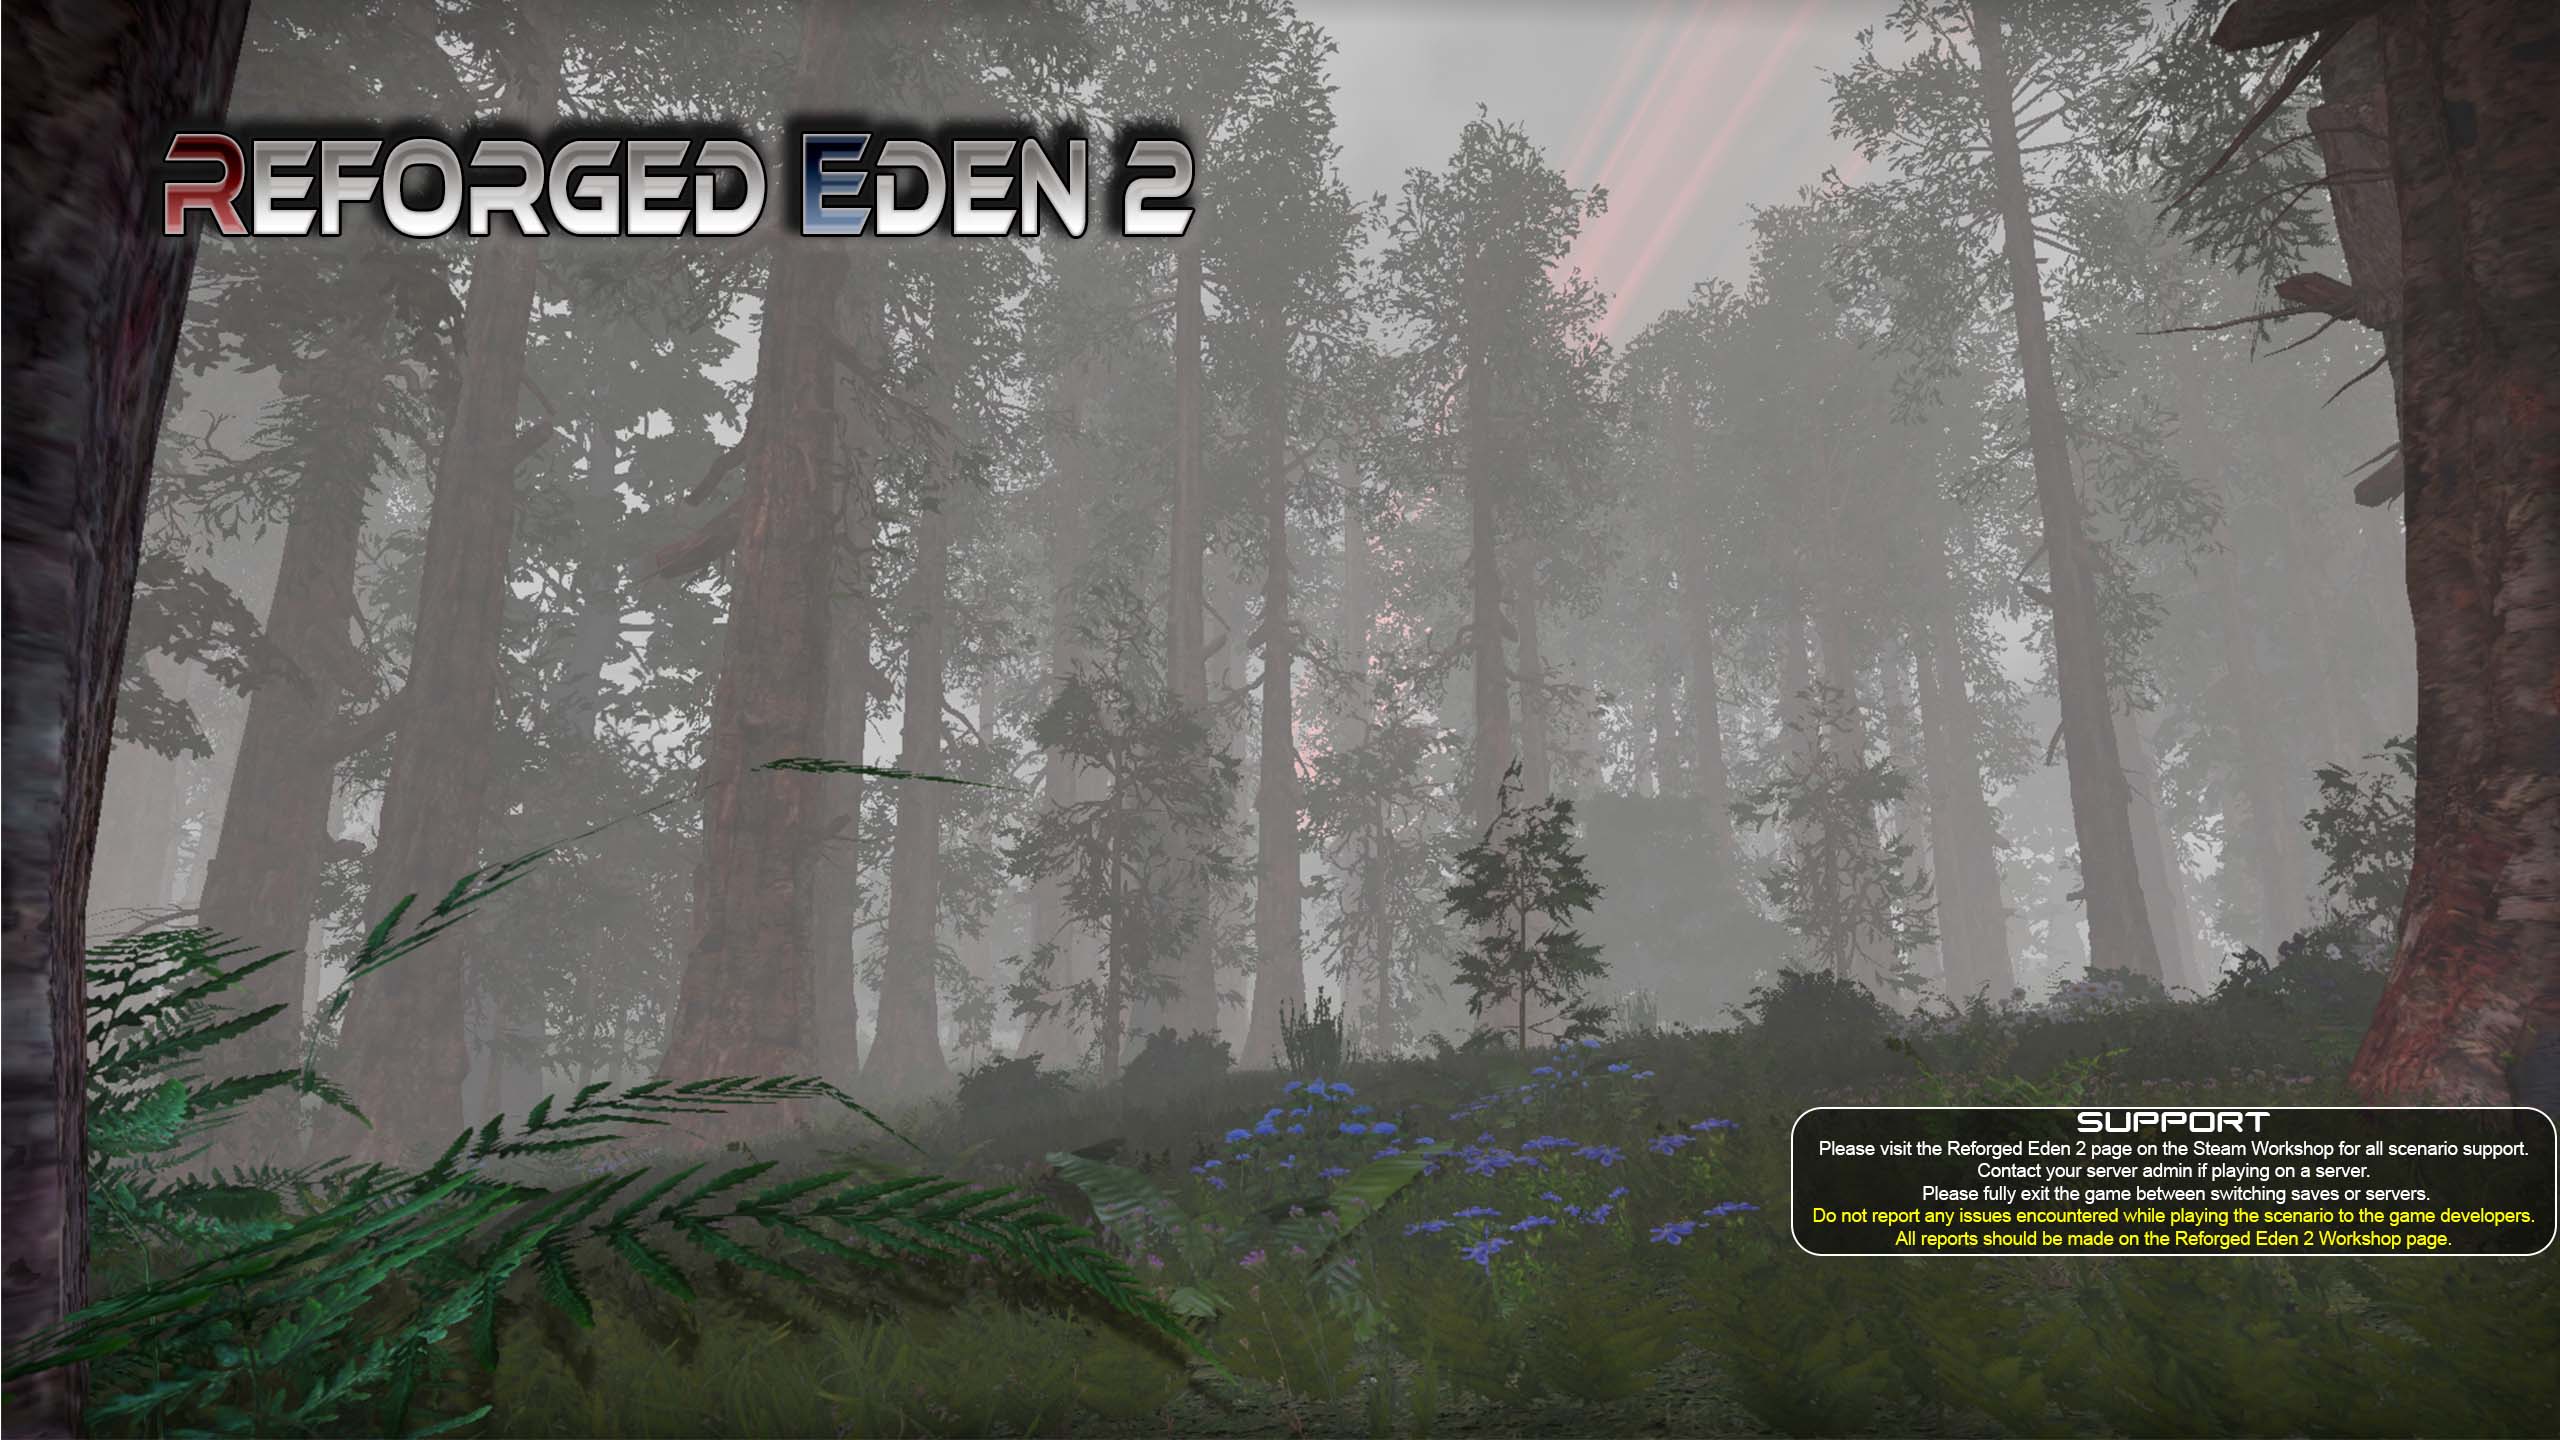 REFORGED EDEN 2
SUPPORT
Please visit the Reforged Eden 2 page on the Steam Workshop for all scenario support.
Contact your server admin if playing on a server.
Please fully exit the game between switching saves or servers.
Do not report any issues encountered while playing the scenario to the game developers.
All reports should be made on the Reforged Eden 2 Workshop page.